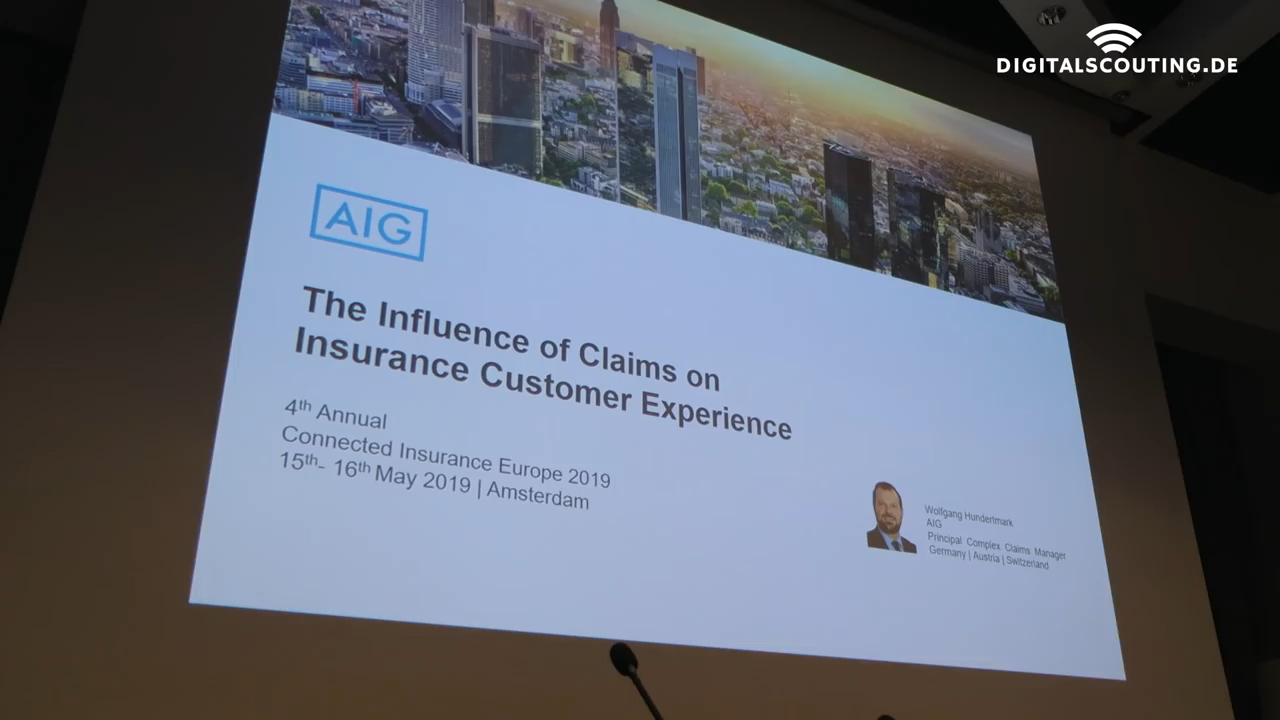 DIGITALSCOUTING.DE
AIG
The Influence of Claims on
Insurance Customer Experience
4th Annual
Connected Insurance Europe 2019
15th- 16th May 2019 | Amsterdam
Wolfgang Hundertmark
AIG
Principal Complex Claims Manager
Germany | Austria | Switzerland